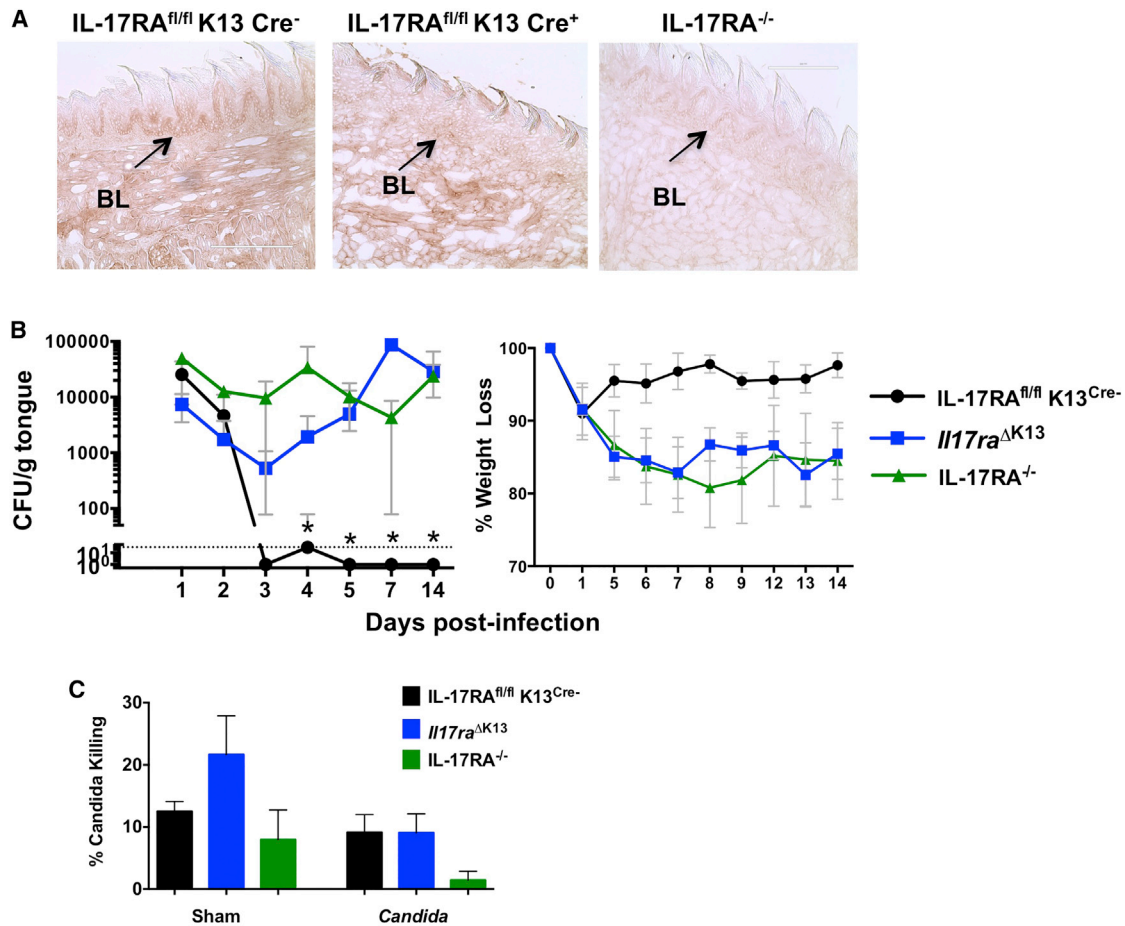 A
IL-17RAfl/fl K13 Cre-
IL-17RAfl/fl K13 Cre+
IL-17RA-/-
BL
BL
BL
B
CFU/g tongue
100000
10000
1000
100
10¹
10⁰
*
*
*
*
1 2 3 4 5 7 14
% Weight Loss
100
90
80
70
0 1 5 6 7 8 9 12 13 14
Days post-infection
IL-17RAfl/fl K13Cre-
Il17raΔK13
IL-17RA-/-
C
% Candida Killing
30
20
10
0
Sham
Candida
IL-17RAfl/fl K13Cre-
Il17raΔK13
IL-17RA-/-